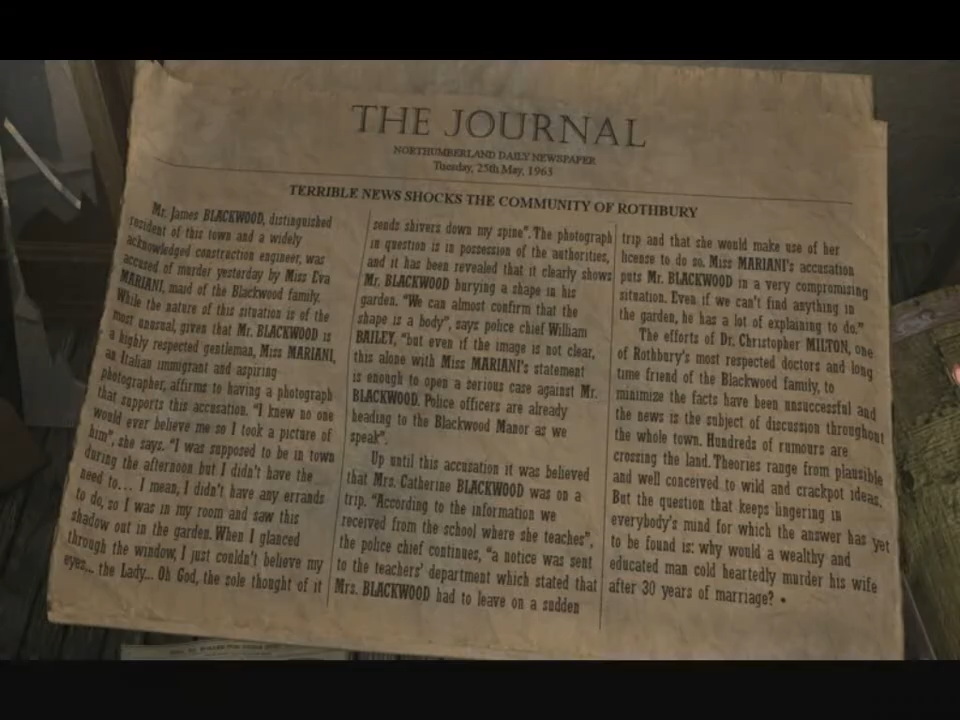 THE JOURNAL
NORTHUMBERLAND DAILY NEWSPAPER
Tuesday, 25th May, 1965
TERRIBLE NEWS SHOCKS THE COMMUNITY OF ROTHBURY
Mr. James BLACKWOOD, distinguished
resident of this town and a widely
acknowledged construction engineer, was
accused of murder yesterday by Miss Eva
MARIANI, maid of the Blackwood family.
While the nature of this situation is of the
most unusual, given that Mr. BLACKWOOD is
a highly respected gentleman, Miss MARIANI,
an Italian immigrant and aspiring
photographer, affirms to having a photograph
that supports this accusation. "I knew no one
would ever believe me so I took a picture of
him", she says. "I was supposed to be in town
during the afternoon but I didn't have the
need to... I mean, I didn't have any errands
to do, so I was in my room and saw this
shadow out in the garden. When I glanced
through the window, I just couldn't believe my
eyes... the Lady... Oh God, the sole thought of it
sends shivers down my spine". The photograph
in question is in possession of the authorities,
and it has been revealed that it clearly shows
Mr. BLACKWOOD burying a shape in his
garden. "We can almost confirm that the
shape is a body", says police chief William
BAILEY, "but even if the image is not clear,
this alone with Miss MARIANI's statement
is enough to open a serious case against Mr.
BLACKWOOD. Police officers are already
heading to the Blackwood Manor as we
speak".
Up until this accusation it was believed
that Mrs. Catherine BLACKWOOD was on a
trip. "According to the information we
received from the school where she teaches",
the police chief continues, "a notice was sent
to the teachers' department which stated that
Mrs. BLACKWOOD had to leave on a sudden
trip and that she would make use of her
license to do so. Miss MARIANI's accusation
puts Mr. BLACKWOOD in a very compromising
situation. Even if we can't find anything in
the garden, he has a lot of explaining to do."
The efforts of Dr. Christopher MILTON, one
of Rothbury's most respected doctors and long
time friend of the Blackwood family, to
minimize the facts have been unsuccessful and
the news is the subject of discussion throughout
the whole town. Hundreds of rumours are
crossing the land. Theories range from plausible
and well conceived to wild and crackpot ideas.
But the question that keeps lingering in
everybody's mind for which the answer has yet
to be found is: why would a wealthy and
educated man cold heartedly murder his wife
after 30 years of marriage? •